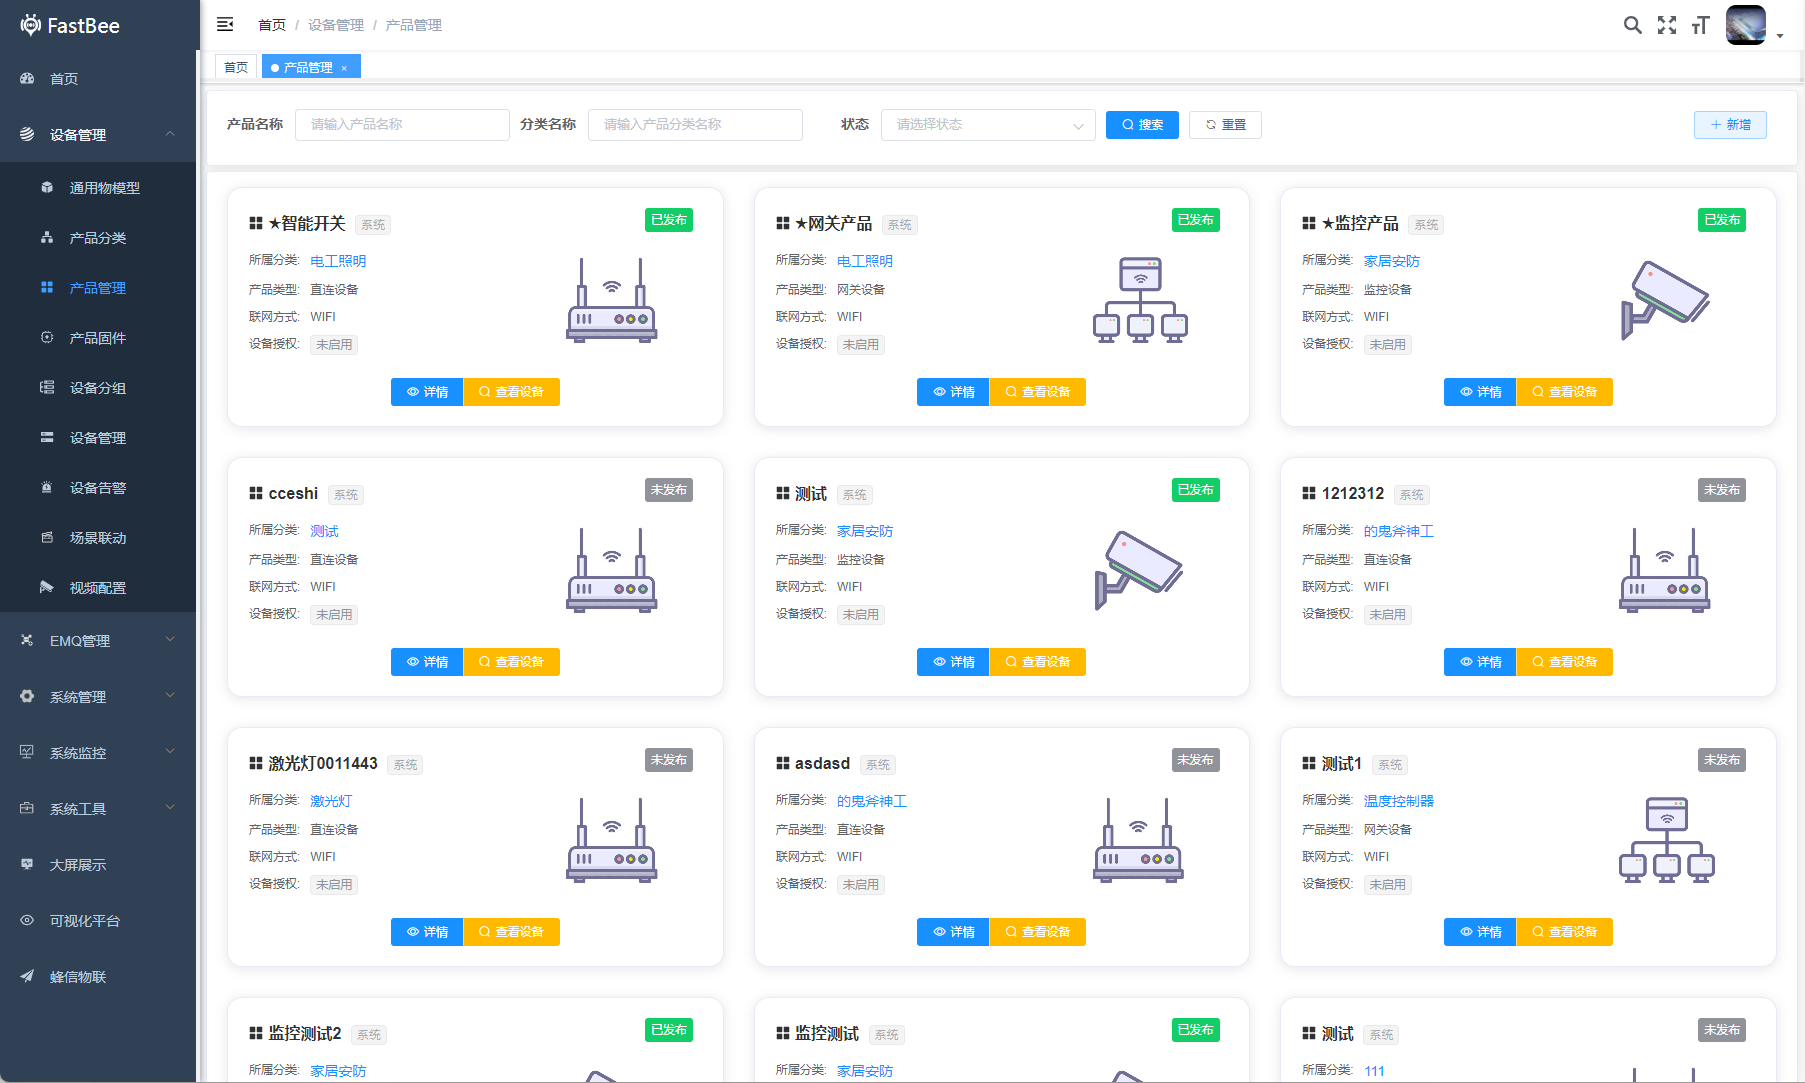 FastBee
首页 / 设备管理 / 产品管理
首页
设备管理
通用物模型
产品分类
产品管理
产品固件
设备分组
设备管理
设备告警
场景联动
视频配置
EMQ管理
系统管理
系统监控
系统工具
大屏展示
可视化平台
蜂信物联
首页 产品管理 ×
产品名称 请输入产品名称 分类名称 请输入产品分类名称 状态 请选择状态 搜索 重置 新增
★智能开关 系统 已发布
所属分类: 电工照明
产品类型: 直连设备
联网方式: WIFI
设备授权: 未启用
详情 查看设备
★网关产品 系统 已发布
所属分类: 电工照明
产品类型: 网关设备
联网方式: WIFI
设备授权: 未启用
详情 查看设备
★监控产品 系统 已发布
所属分类: 家居安防
产品类型: 监控设备
联网方式: WIFI
设备授权: 未启用
详情 查看设备
cceshi 系统 未发布
所属分类: 测试
产品类型: 直连设备
联网方式: WIFI
设备授权: 未启用
详情 查看设备
测试 系统 已发布
所属分类: 家居安防
产品类型: 监控设备
联网方式: WIFI
设备授权: 未启用
详情 查看设备
1212312 系统 未发布
所属分类: 的鬼斧神工
产品类型: 直连设备
联网方式: WIFI
设备授权: 未启用
详情 查看设备
激光灯0011443 系统 未发布
所属分类: 激光灯
产品类型: 直连设备
联网方式: WIFI
设备授权: 未启用
详情 查看设备
asdasd 系统 未发布
所属分类: 的鬼斧神工
产品类型: 直连设备
联网方式: WIFI
设备授权: 未启用
详情 查看设备
测试1 系统 未发布
所属分类: 温度控制器
产品类型: 网关设备
联网方式: WIFI
设备授权: 未启用
详情 查看设备
监控测试2 系统 已发布
所属分类: 家居安防
监控测试 系统 已发布
所属分类: 家居安防
测试 系统 未发布
所属分类: 111